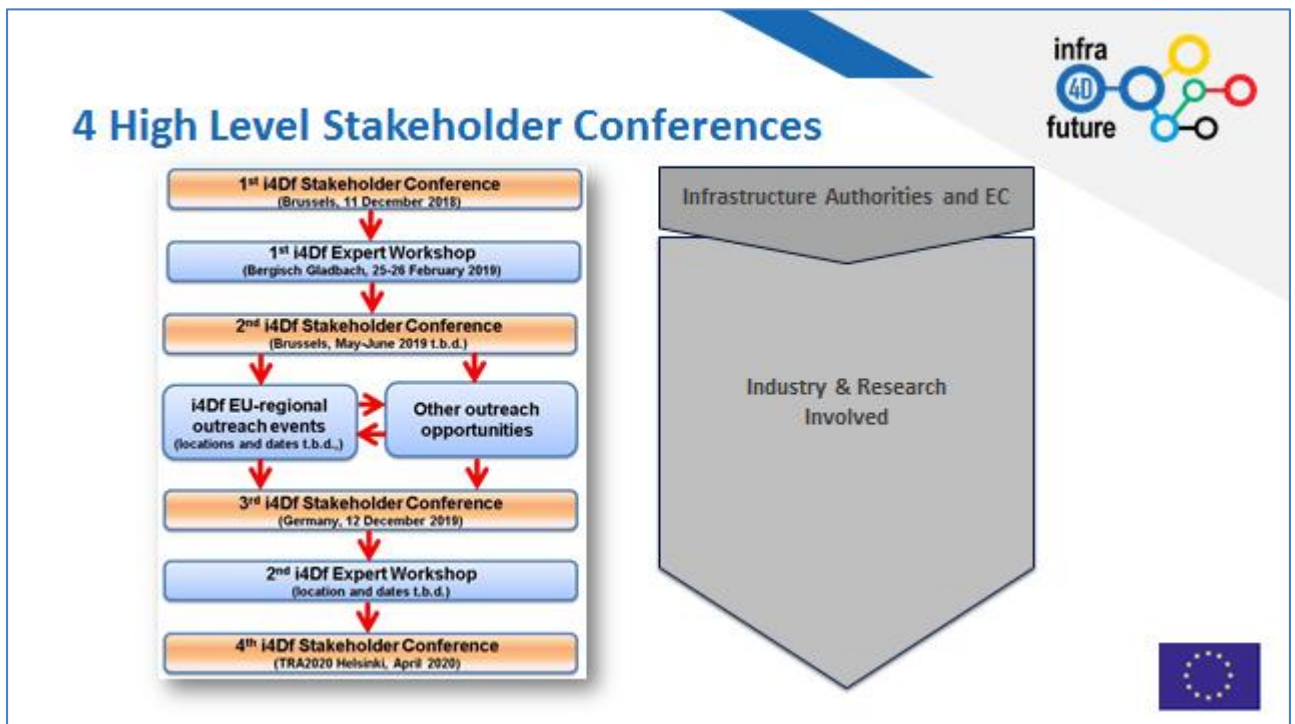 infra
4D
future
4 High Level Stakeholder Conferences
1st i4Df Stakeholder Conference
(Brussels, 11 December 2018)
1st i4Df Expert Workshop
(Bergisch Gladbach, 25-26 February 2019)
2nd i4Df Stakeholder Conference
(Brussels, May-June 2019 t.b.d.)
i4Df EU-regional
outreach events
(locations and dates t.b.d.,)
Other outreach
opportunities
3rd i4Df Stakeholder Conference
(Germany, 12 December 2019)
2nd i4Df Expert Workshop
(location and dates t.b.d.)
4th i4Df Stakeholder Conference
(TRA2020 Helsinki, April 2020)
Infrastructure Authorities and EC
Industry & Research
Involved